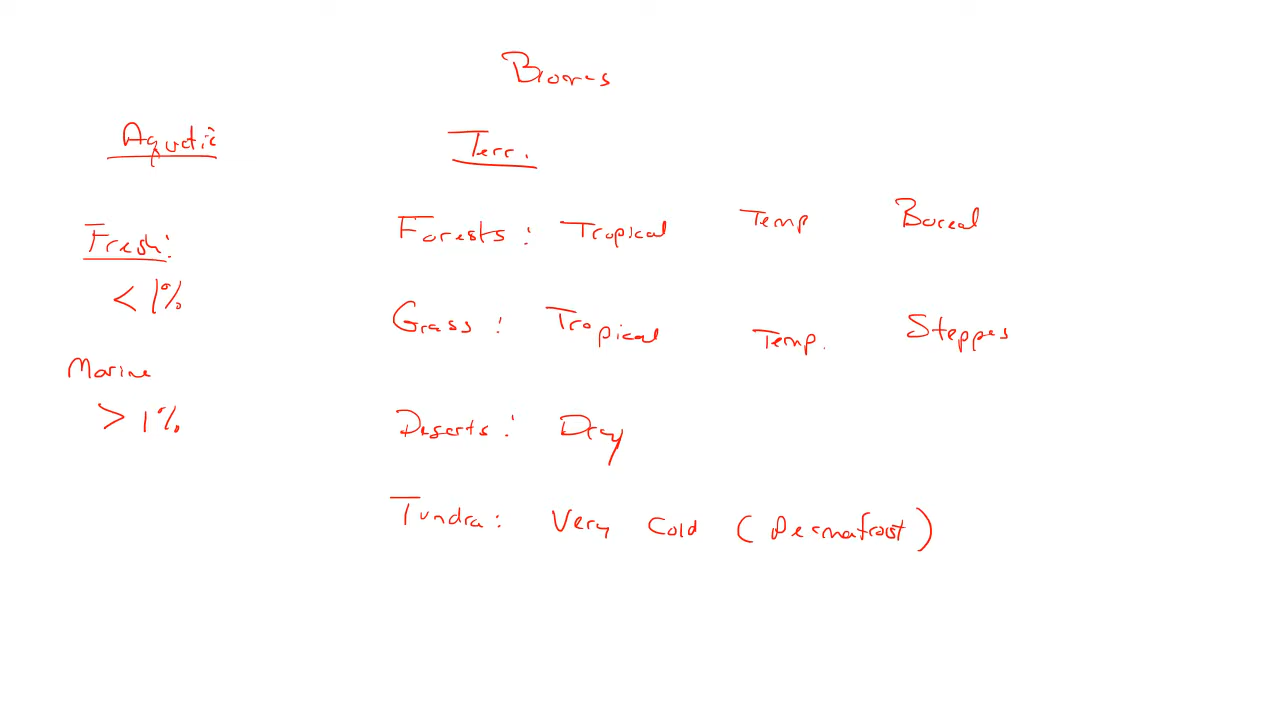 Biomes
Aquatic Terr.
Fresh: Forests: Tropical Temp Boreal
< 1%
Grass: Tropical Temp. Steppes
Marine
> 1% Deserts: Dry
Tundra: Very Cold (Permafrost)